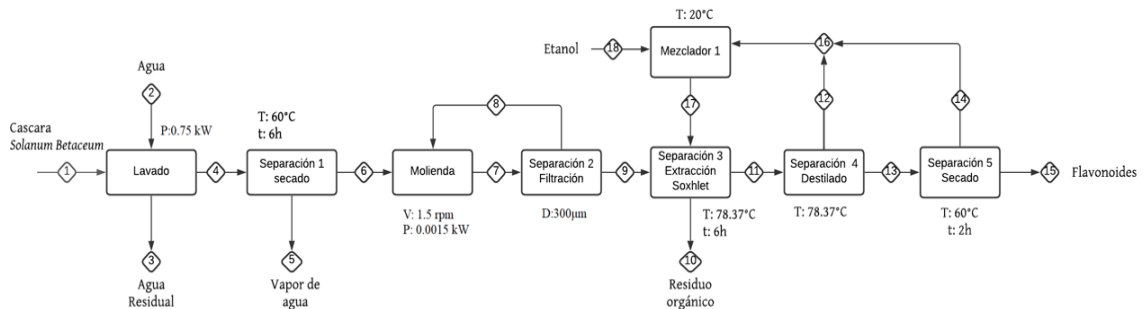 T: 20°C
Etanol
18
Mezclador 1
16
Agua
2
8
17
12
14
P:0.75 kW
T: 60°C
t: 6h
Cascara
Solanum Betaceum
1
Lavado
4
Separación 1
secado
6
Molienda
7
Separación 2
Filtración
9
Separación 3
Extracción
Soxhlet
11
Separación 4
Destilado
13
Separación 5
Secado
15
Flavonoides
V: 1.5 rpm
P: 0.0015 kW
D:300μm
T: 78.37°C
t: 6h
T: 78.37°C
T: 60°C
t: 2h
3
5
10
Agua
Residual
Vapor de
agua
Residuo
orgánico